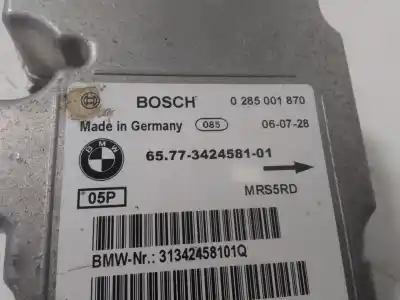 BOSCH 0 285 001 870
Made in Germany 085 06-07-28
BMW
65.77-3424581-01
05P MRS5RD
BMW-Nr.: 31342458101Q